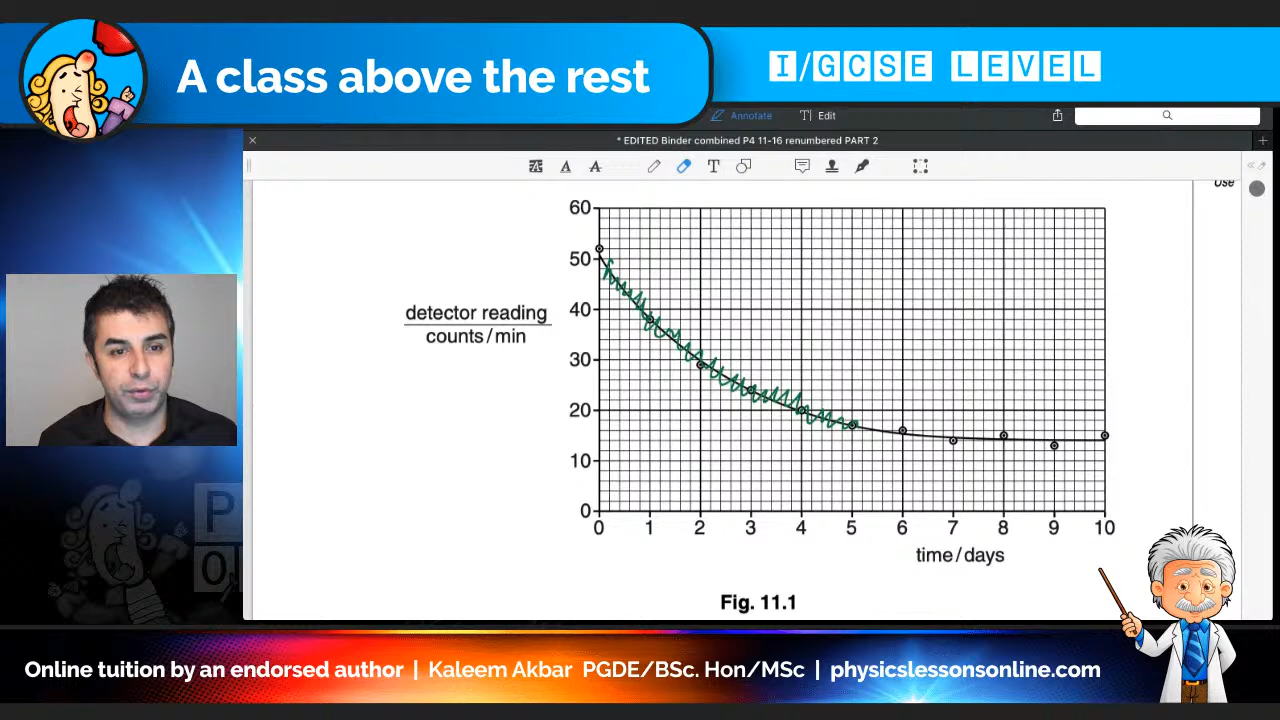 A class above the rest
I/GCSE LEVEL
Annotate
Edit
* EDITED Binder combined P4 11-16 renumbered PART 2
Use
60
50
40
30
20
10
0
detector reading
counts/min
0 1 2 3 4 5 6 7 8 9 10
time/days
Fig. 11.1
P
O
Online tuition by an endorsed author | Kaleem Akbar PGDE/BSc. Hon/MSc | physicslessonsonline.com